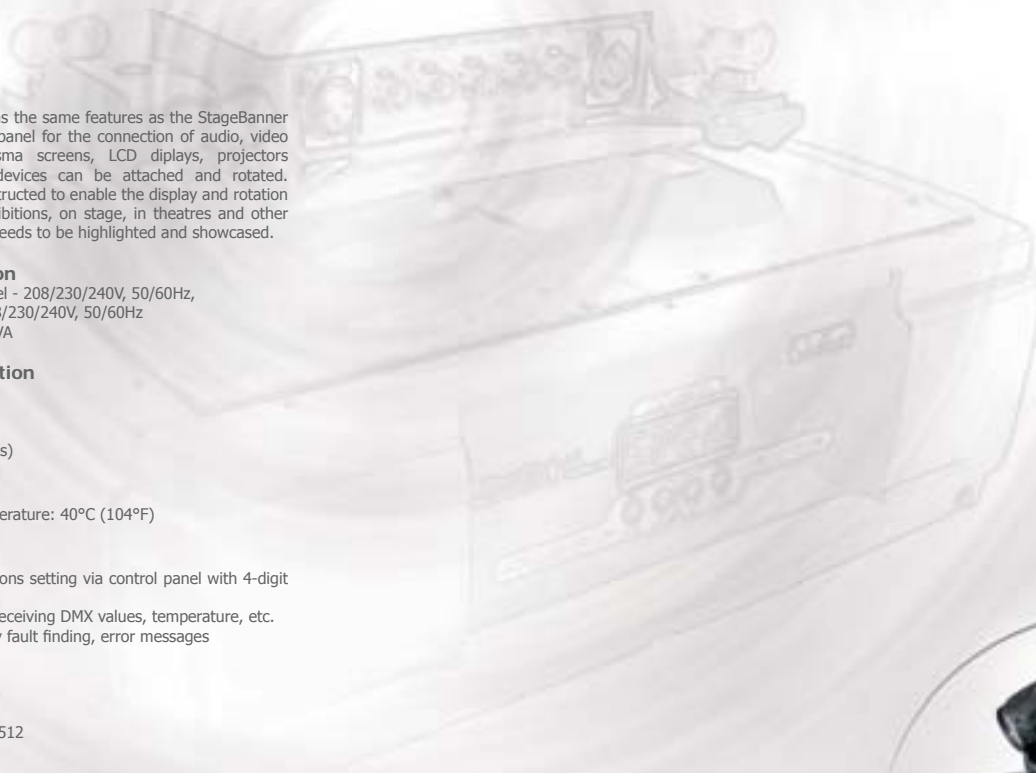 s the same features as the StageBanner
panel for the connection of audio, video
sma screens, LCD diplays, projectors
devices can be attached and rotated.
tructed to enable the display and rotation
ibitions, on stage, in theatres and other
eeds to be highlighted and showcased.
on
el - 208/230/240V, 50/60Hz,
8/230/240V, 50/60Hz
VA
tion
s)
erature: 40°C (104°F)
ons setting via control panel with 4-digit
receiving DMX values, temperature, etc.
y fault finding, error messages
512